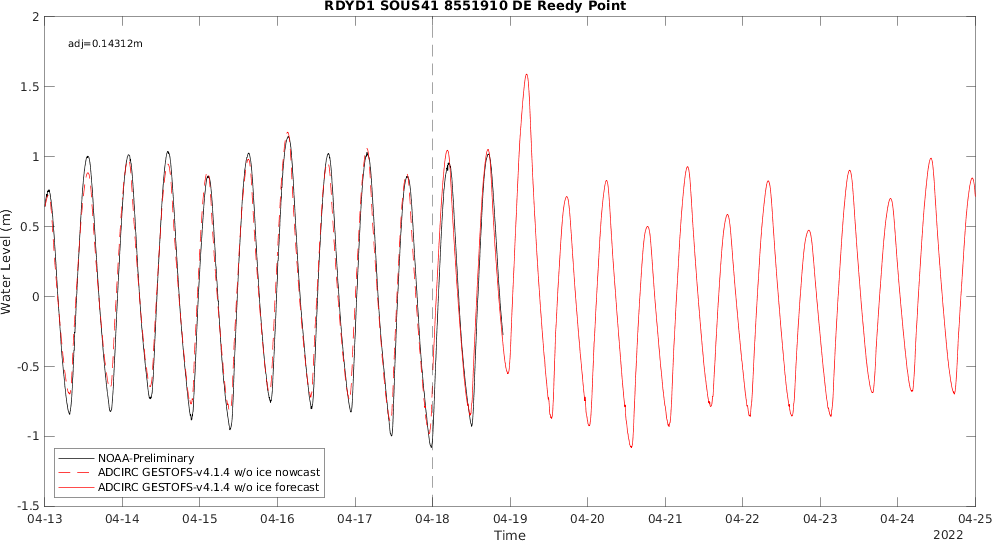 RDYD1 SOUS41 8551910 DE Reedy Point
adj=0.14312m
Water Level (m)
2
1.5
1
0.5
0
-0.5
-1
-1.5
NOAA-Preliminary
ADCIRC GESTOFS-v4.1.4 w/o ice nowcast
ADCIRC GESTOFS-v4.1.4 w/o ice forecast
04-13 04-14 04-15 04-16 04-17 04-18 04-19 04-20 04-21 04-22 04-23 04-24 04-25
Time
2022